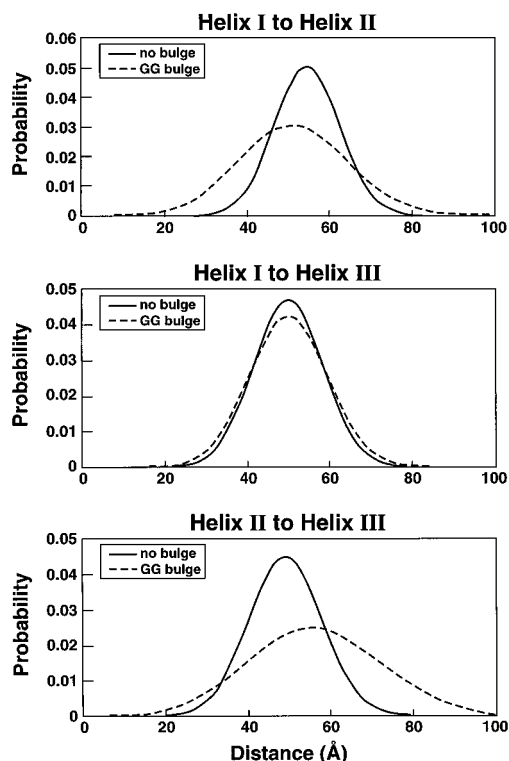 Helix I to Helix II
no bulge
GG bulge
Probability
0.06
0.05
0.04
0.03
0.02
0.01
0
0 20 40 60 80 100
Helix I to Helix III
no bulge
GG bulge
Probability
0.05
0.04
0.03
0.02
0.01
0
0 20 40 60 80 100
Helix II to Helix III
no bulge
GG bulge
Probability
0.05
0.04
0.03
0.02
0.01
0
0 20 40 60 80 100
Distance (Å)